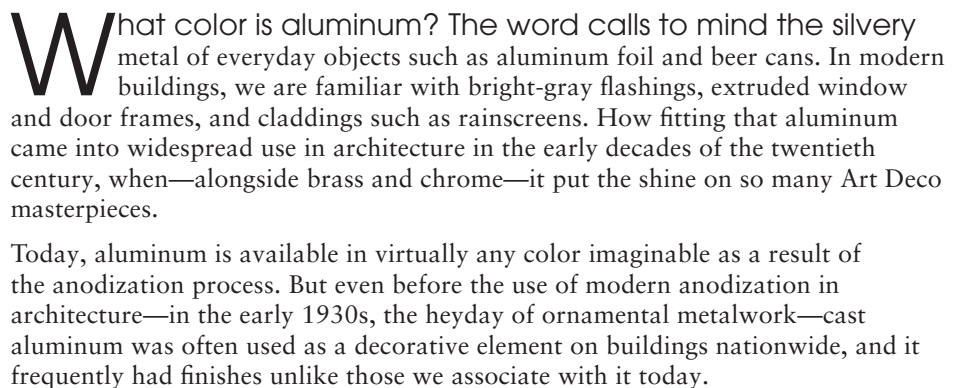 What color is aluminum? The word calls to mind the silvery
metal of everyday objects such as aluminum foil and beer cans. In modern
buildings, we are familiar with bright-gray flashings, extruded window
and door frames, and claddings such as rainscreens. How fitting that aluminum
came into widespread use in architecture in the early decades of the twentieth
century, when—alongside brass and chrome—it put the shine on so many Art Deco
masterpieces.
Today, aluminum is available in virtually any color imaginable as a result of
the anodization process. But even before the use of modern anodization in
architecture—in the early 1930s, the heyday of ornamental metalwork—cast
aluminum was often used as a decorative element on buildings nationwide, and it
frequently had finishes unlike those we associate with it today.